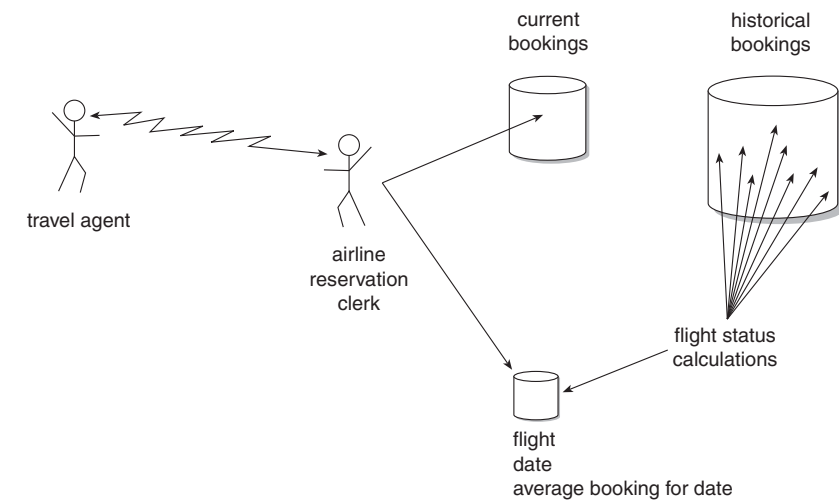 current
bookings
historical
bookings
travel agent
airline
reservation
clerk
flight status
calculations
flight
date
average booking for date